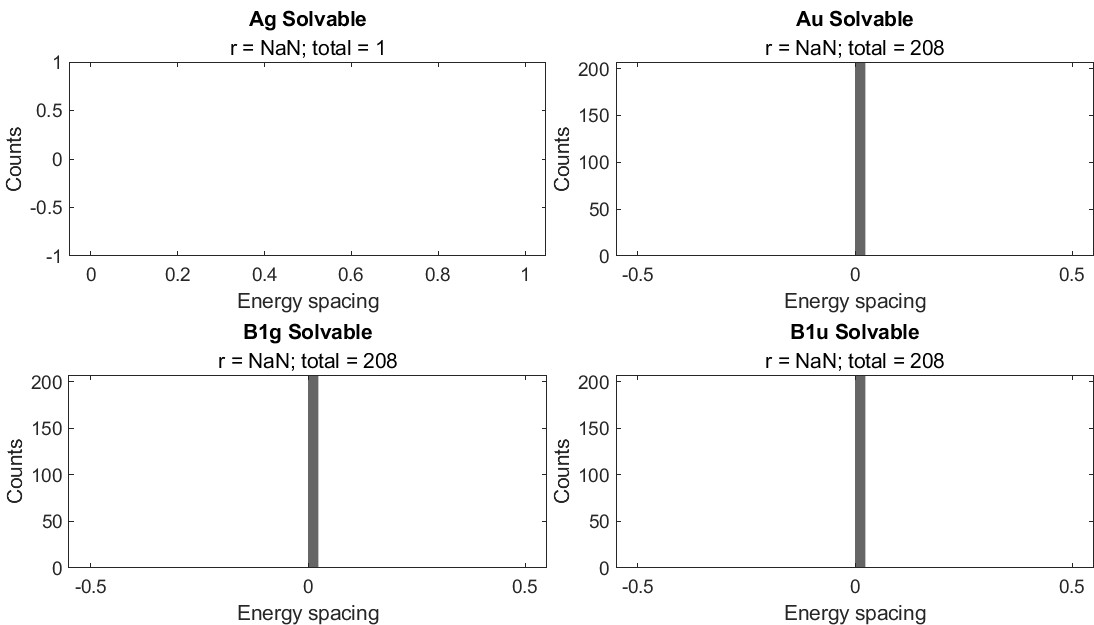 Ag Solvable
r = NaN; total = 1
1
0.5
0
-0.5
-1
Counts
0 0.2 0.4 0.6 0.8 1
Energy spacing
Au Solvable
r = NaN; total = 208
200
150
100
50
0
Counts
-0.5 0 0.5
Energy spacing
B1g Solvable
r = NaN; total = 208
200
150
100
50
0
Counts
-0.5 0 0.5
Energy spacing
B1u Solvable
r = NaN; total = 208
200
150
100
50
0
Counts
-0.5 0 0.5
Energy spacing